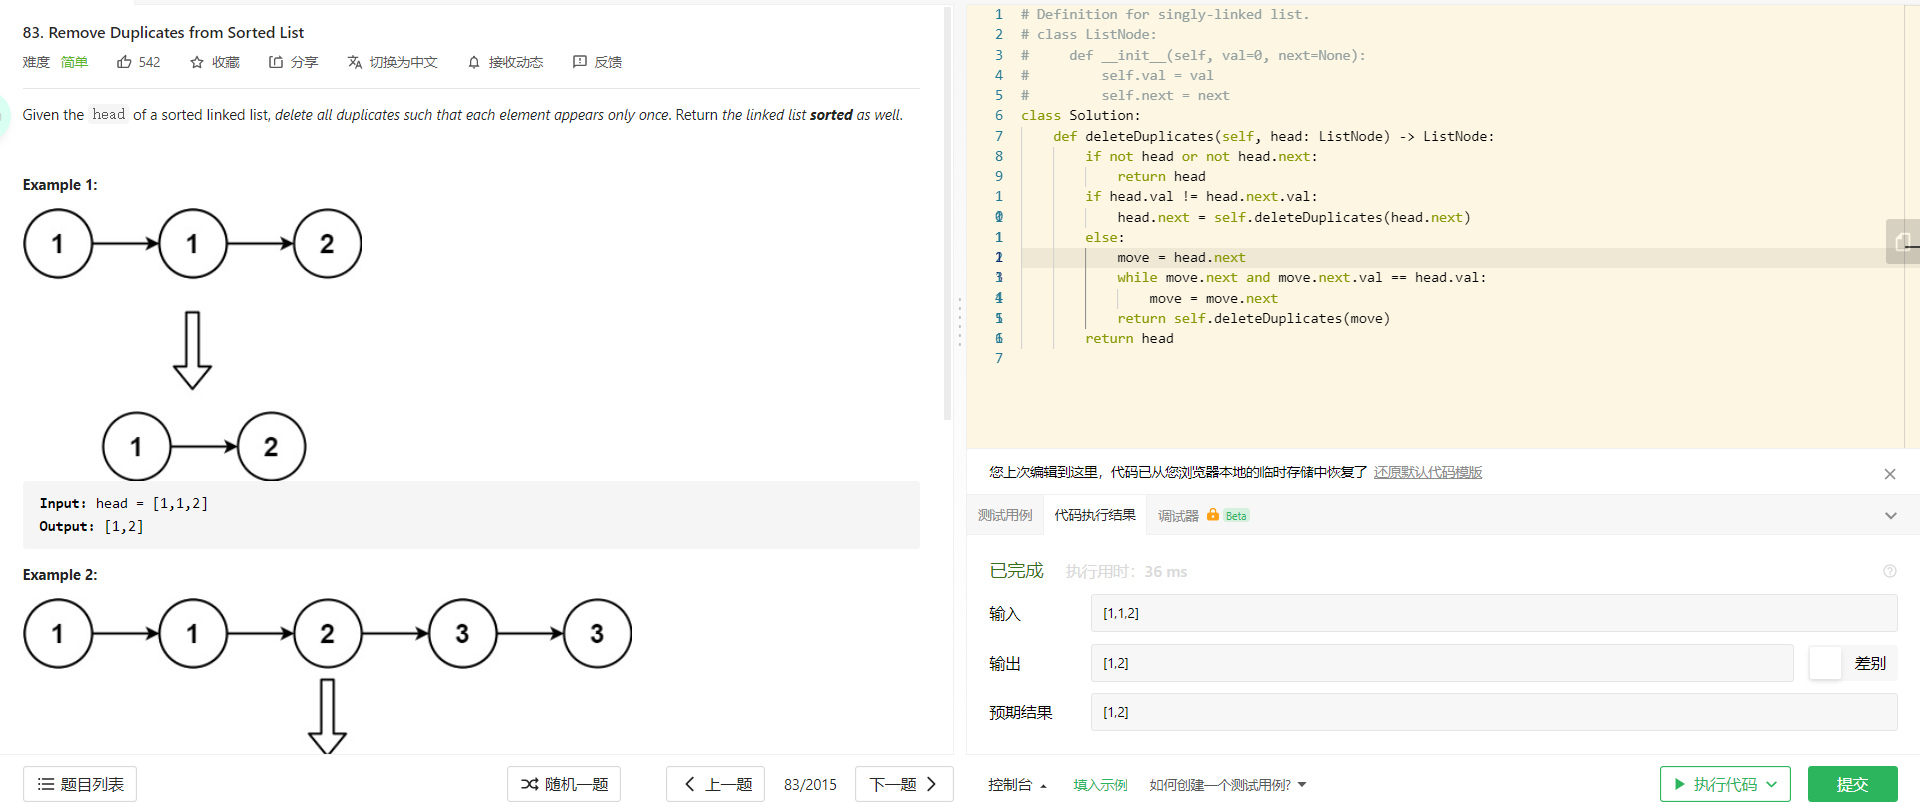 83. Remove Duplicates from Sorted List
难度 简单 542 收藏 分享 切换为中文 接收动态 反馈
Given the head of a sorted linked list, delete all duplicates such that each element appears only once. Return the linked list sorted as well.
Example 1:
1 1 2
1 2
Input: head = [1,1,2]
Output: [1,2]
Example 2:
1 1 2 3 3
题目列表 随机一题 上一题 83/2015 下一题
1 # Definition for singly-linked list.
2 # class ListNode:
3 #     def __init__(self, val=0, next=None):
4 #         self.val = val
5 #         self.next = next
6 class Solution:
7     def deleteDuplicates(self, head: ListNode) -> ListNode:
8         if not head or not head.next:
9             return head
1         if head.val != head.next.val:
            head.next = self.deleteDuplicates(head.next)
1         else:
            move = head.next
            while move.next and move.next.val == head.val:
                move = move.next
            return self.deleteDuplicates(move)
        return head
7
您上次编辑到这里，代码已从您浏览器本地的临时存储中恢复了 还原默认代码模版
测试用例 代码执行结果 调试器 Beta
已完成 执行用时：36 ms
输入 [1,1,2]
输出 [1,2] 差别
预期结果 [1,2]
控制台 填入示例 如何创建一个测试用例? 执行代码 提交